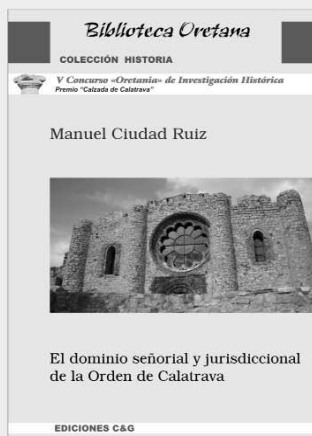 Biblioteca Oretana
COLECCIÓN HISTORIA
V Concurso «Oretania» de Investigación Histórica
Premio "Calzada de Calatrava"
Manuel Ciudad Ruiz
El dominio señorial y jurisdiccional
de la Orden de Calatrava
EDICIONES C&G